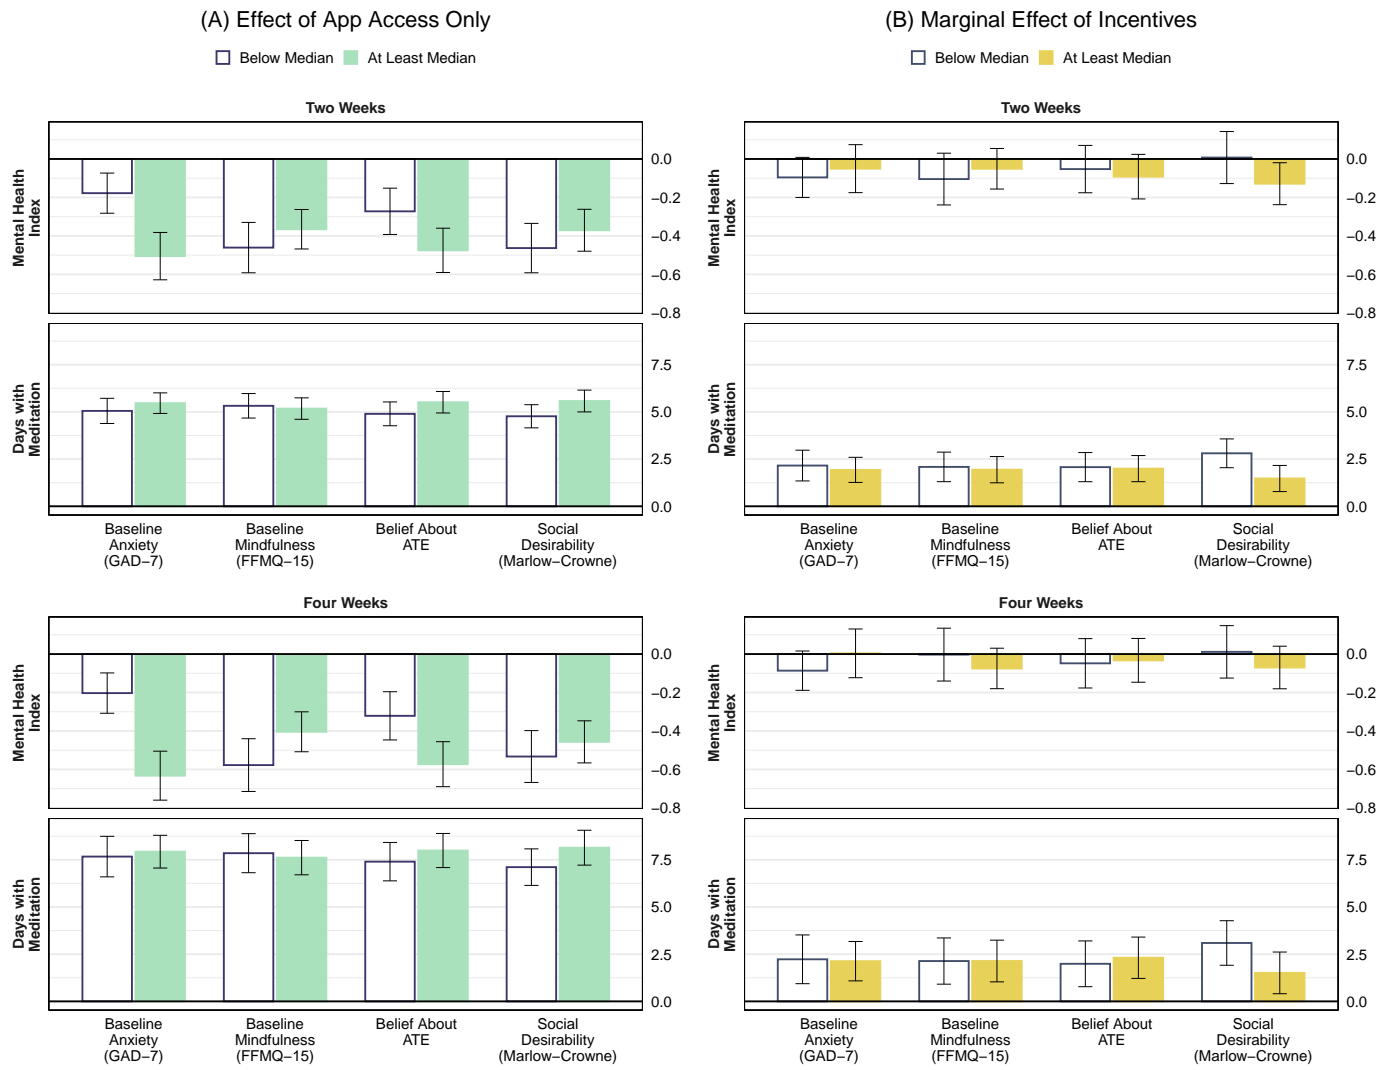 (A) Effect of App Access Only
Below Median
At Least Median
Two Weeks
Mental Health
Index
0.0
−0.2
−0.4
−0.6
−0.8
Days with
Meditation
7.5
5.0
2.5
0.0
Baseline
Anxiety
(GAD−7)
Baseline
Mindfulness
(FFMQ−15)
Belief About
ATE
Social
Desirability
(Marlow−Crowne)
Four Weeks
Mental Health
Index
0.0
−0.2
−0.4
−0.6
−0.8
Days with
Meditation
7.5
5.0
2.5
0.0
Baseline
Anxiety
(GAD−7)
Baseline
Mindfulness
(FFMQ−15)
Belief About
ATE
Social
Desirability
(Marlow−Crowne)
(B) Marginal Effect of Incentives
Below Median
At Least Median
Two Weeks
Mental Health
Index
0.0
−0.2
−0.4
−0.6
−0.8
Days with
Meditation
7.5
5.0
2.5
0.0
Baseline
Anxiety
(GAD−7)
Baseline
Mindfulness
(FFMQ−15)
Belief About
ATE
Social
Desirability
(Marlow−Crowne)
Four Weeks
Mental Health
Index
0.0
−0.2
−0.4
−0.6
−0.8
Days with
Meditation
7.5
5.0
2.5
0.0
Baseline
Anxiety
(GAD−7)
Baseline
Mindfulness
(FFMQ−15)
Belief About
ATE
Social
Desirability
(Marlow−Crowne)